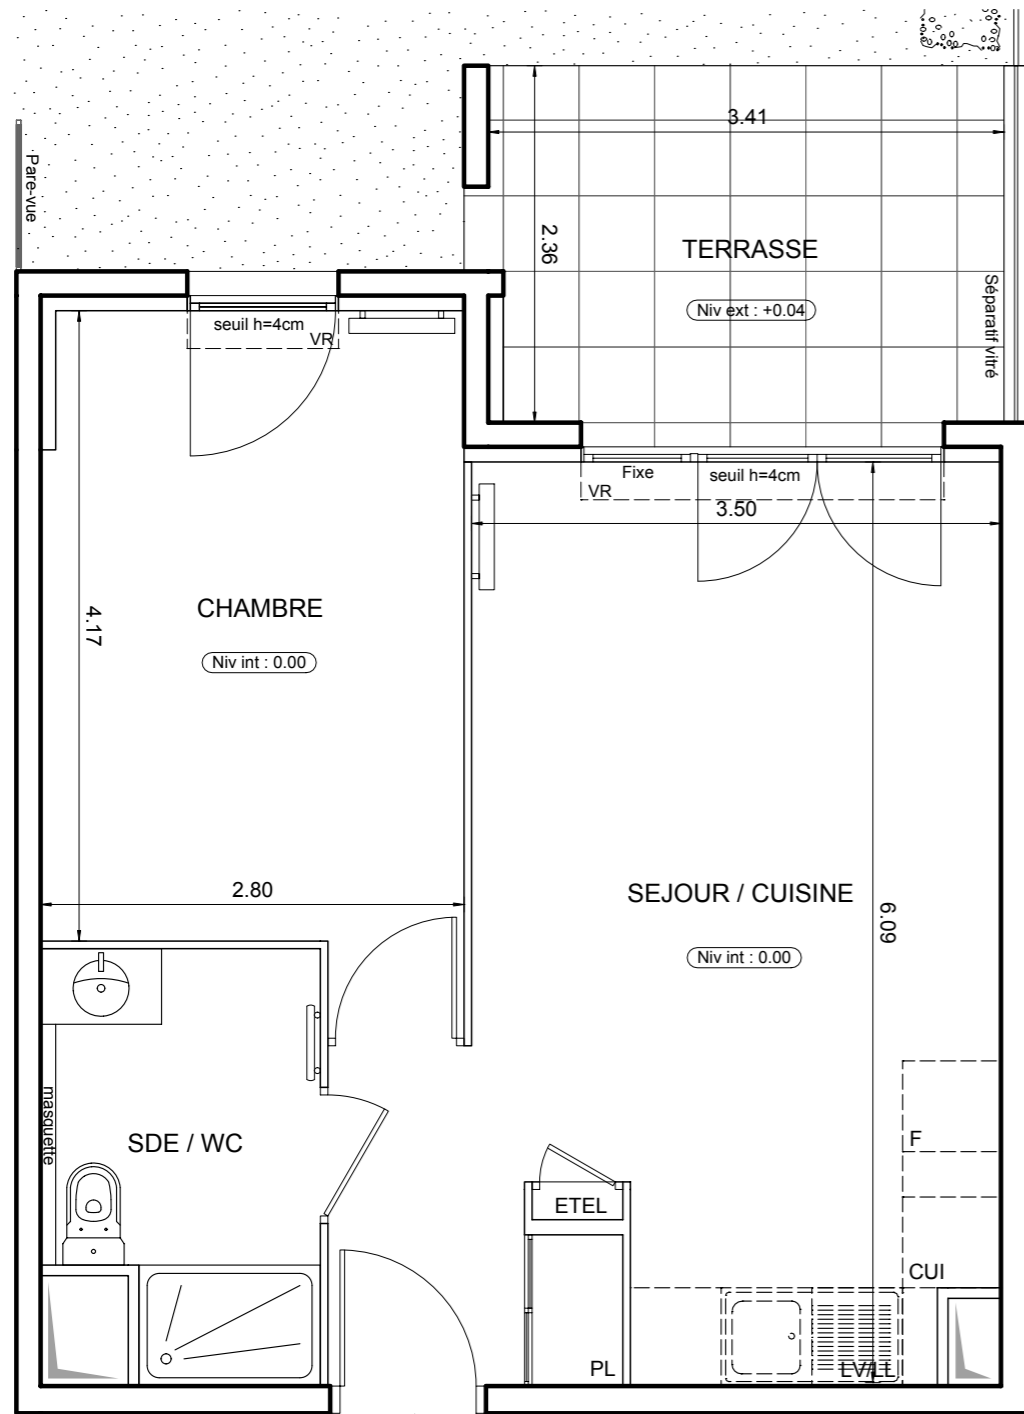 3.41
Pare-vue
2.36
TERRASSE
Niv ext : +0.04
Séparatif vitré
seuil h=4cm
VR
Fixe
seuil h=4cm
VR
3.50
CHAMBRE
4.17
Niv int : 0.00
2.80
SEJOUR / CUISINE
6.09
Niv int : 0.00
masquette
SDE / WC
F
ETEL
CUI
PL
LV/LL